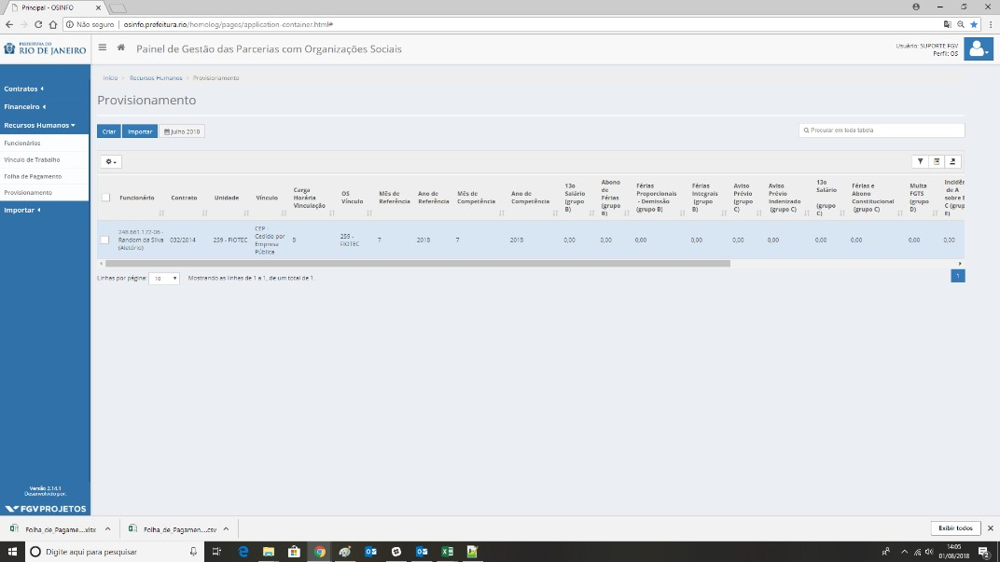 Principal - OSINFO
Não seguro | osinfo.prefeitura.rio/homolog/pages/application-container.html#
PREFEITURA DO
RIO DE JANEIRO
Painel de Gestão das Parcerias com Organizações Sociais
Usuário: SUPORTE FGV
Perfil: OS
Contratos
Financeiro
Recursos Humanos
Funcionários
Vínculo de Trabalho
Folha de Pagamento
Provisionamento
Importar
Início > Recursos Humanos > Provisionamento
Provisionamento
Criar Importar Julho 2018
Procurar em toda tabela
Funcionário
Contrato
Unidade
Vínculo
Carga
Horária
Vinculação
OS
Vínculo
Mês de
Referência
Ano de
Referência
Mês de
Competência
Ano de
Competência
13o
Salário
(grupo
B)
Abono
de
Férias
(grupo
B)
Férias
Proporcionais
- Demissão
(grupo B)
Férias
Integrais
(grupo
B)
Aviso
Prévio
(grupo
C)
Aviso
Prévio
Indenizado
(grupo C)
13o
Salário
(grupo
C)
Férias e
Abono
Constitucional
(grupo C)
Multa
FGTS
(grupo
D)
de A
sobre
E)
248.661.172-06 -
Random da Silva
(Aletório)
032/2014
259 - FIOTEC
CEP -
Cedido por
Empresa
Pública
8
259 -
FIOTEC
7
2018
7
2018
0,00
0,00
0,00
0,00
0,00
0,00
0,00
0,00
0,00
0,00
Linhas por página: 10 Mostrando as linhas de 1 a 1, de um total de 1.
1
Versão 2.14.1
Desenvolvido por:
FGV PROJETOS
Folha_de_Pagame....xlsx
Folha_de_Pagamen....csv
Exibir todos
Digite aqui para pesquisar
14:05
01/08/2018
2